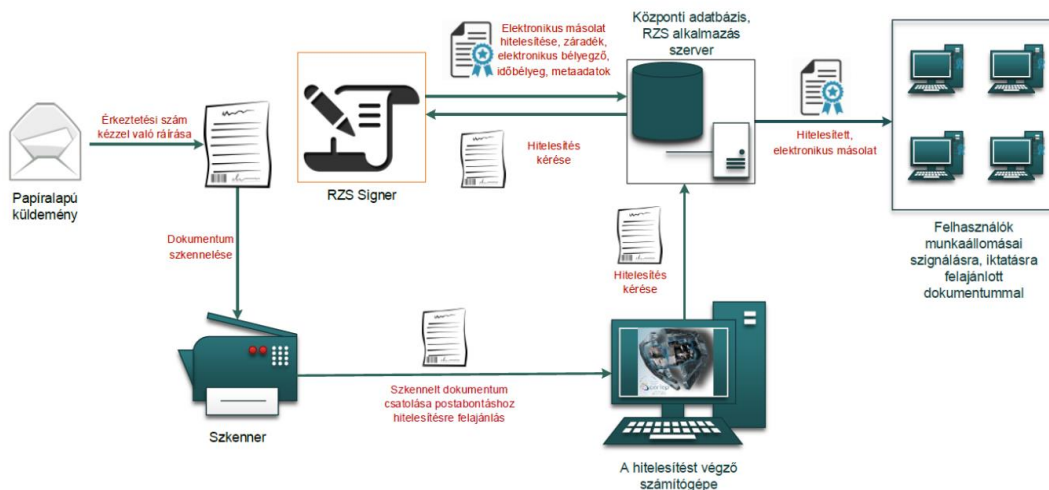 Elektronikus másolat
hitelesítése, záradék,
elektronikus bélyegző,
időbélyeg, metaadatok
Központi adatbázis,
RZS alkalmazás
szerver
Érkeztetési szám
kézzel való ráírása
Papíralapú
küldemény
RZS Signer
Hitelesítés
kérése
Hitelesített,
elektronikus másolat
Felhasználók
munkaállomásai
szignálásra, iktatásra
felajánlott
dokumentummal
Dokumentum
szkennelése
Hitelesítés
kérése
Szkennelt dokumentum
csatolása postabontáshoz
hitelesítésre felajánlás
Szkenner
A hitelesítést végző
számítógépe